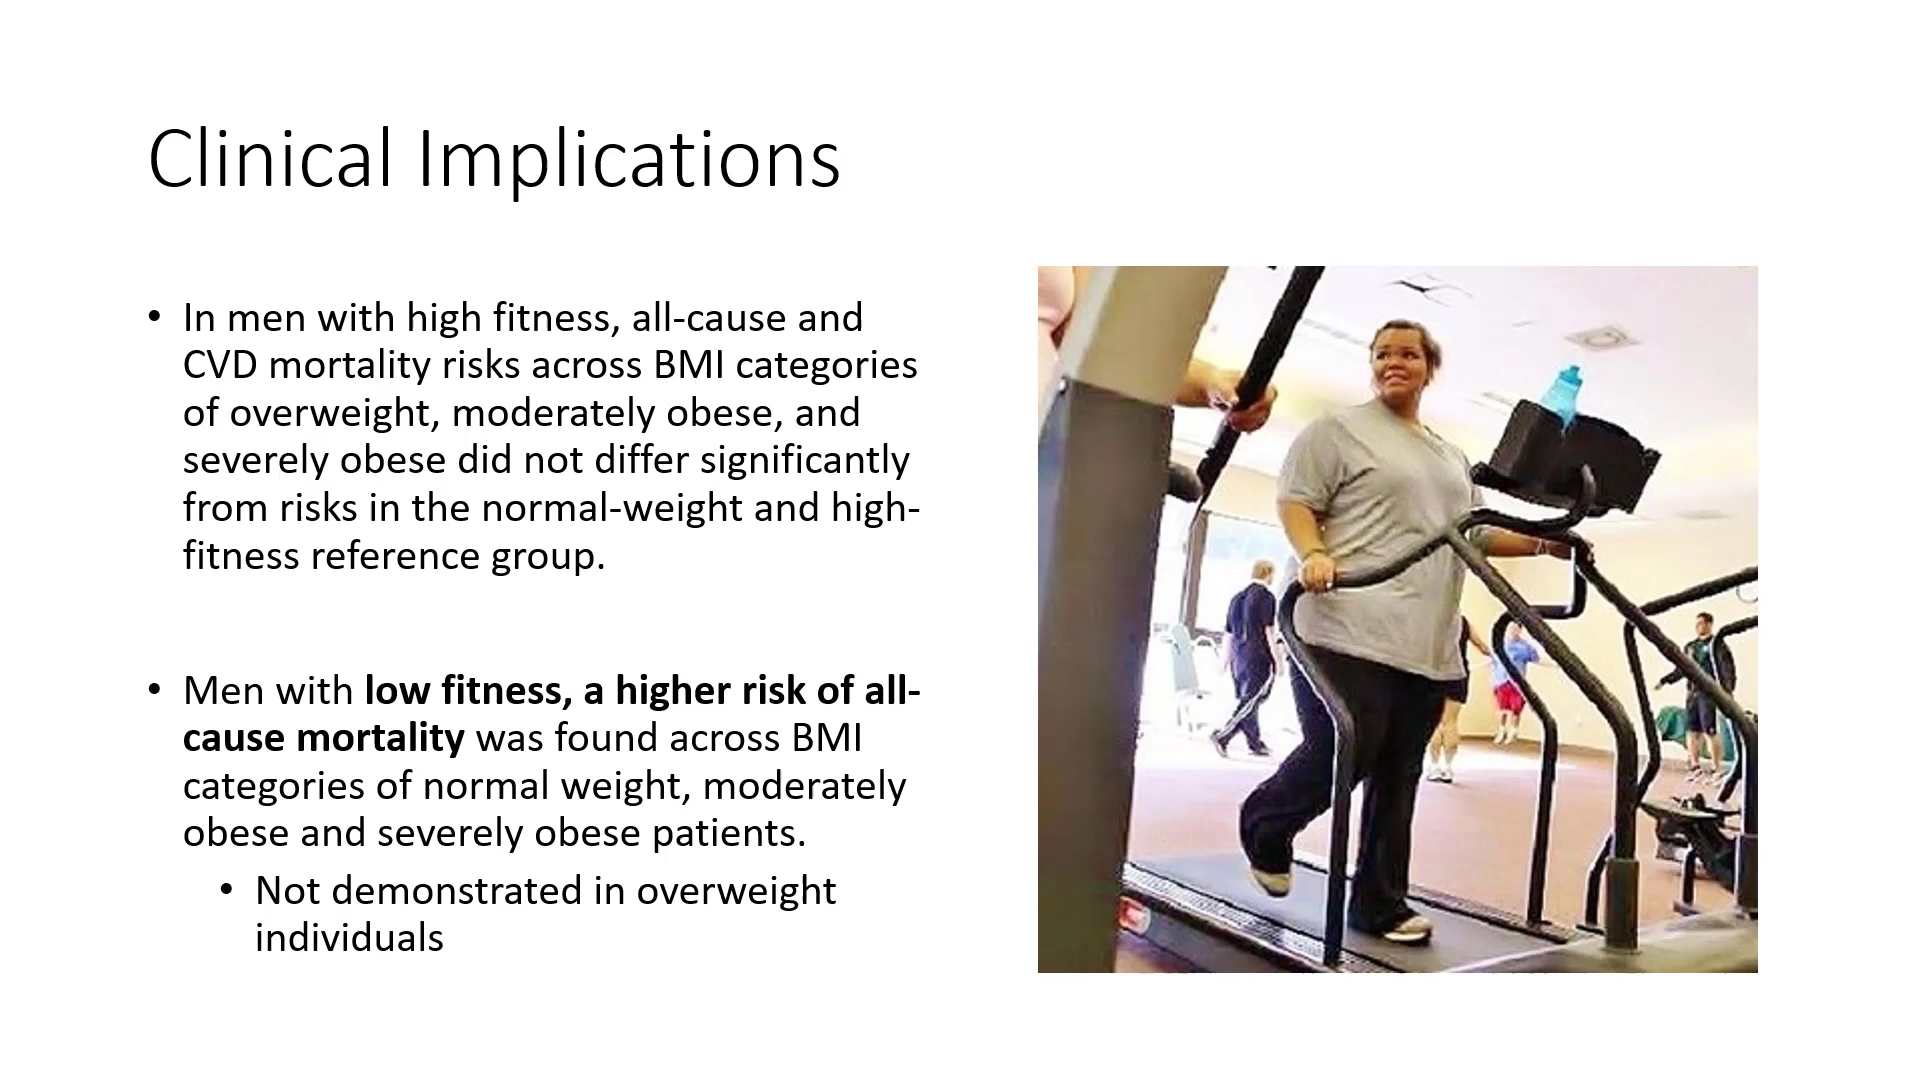 Clinical Implications
• In men with high fitness, all-cause and
CVD mortality risks across BMI categories
of overweight, moderately obese, and
severely obese did not differ significantly
from risks in the normal-weight and high-
fitness reference group.
• Men with low fitness, a higher risk of all-
cause mortality was found across BMI
categories of normal weight, moderately
obese and severely obese patients.
• Not demonstrated in overweight
individuals